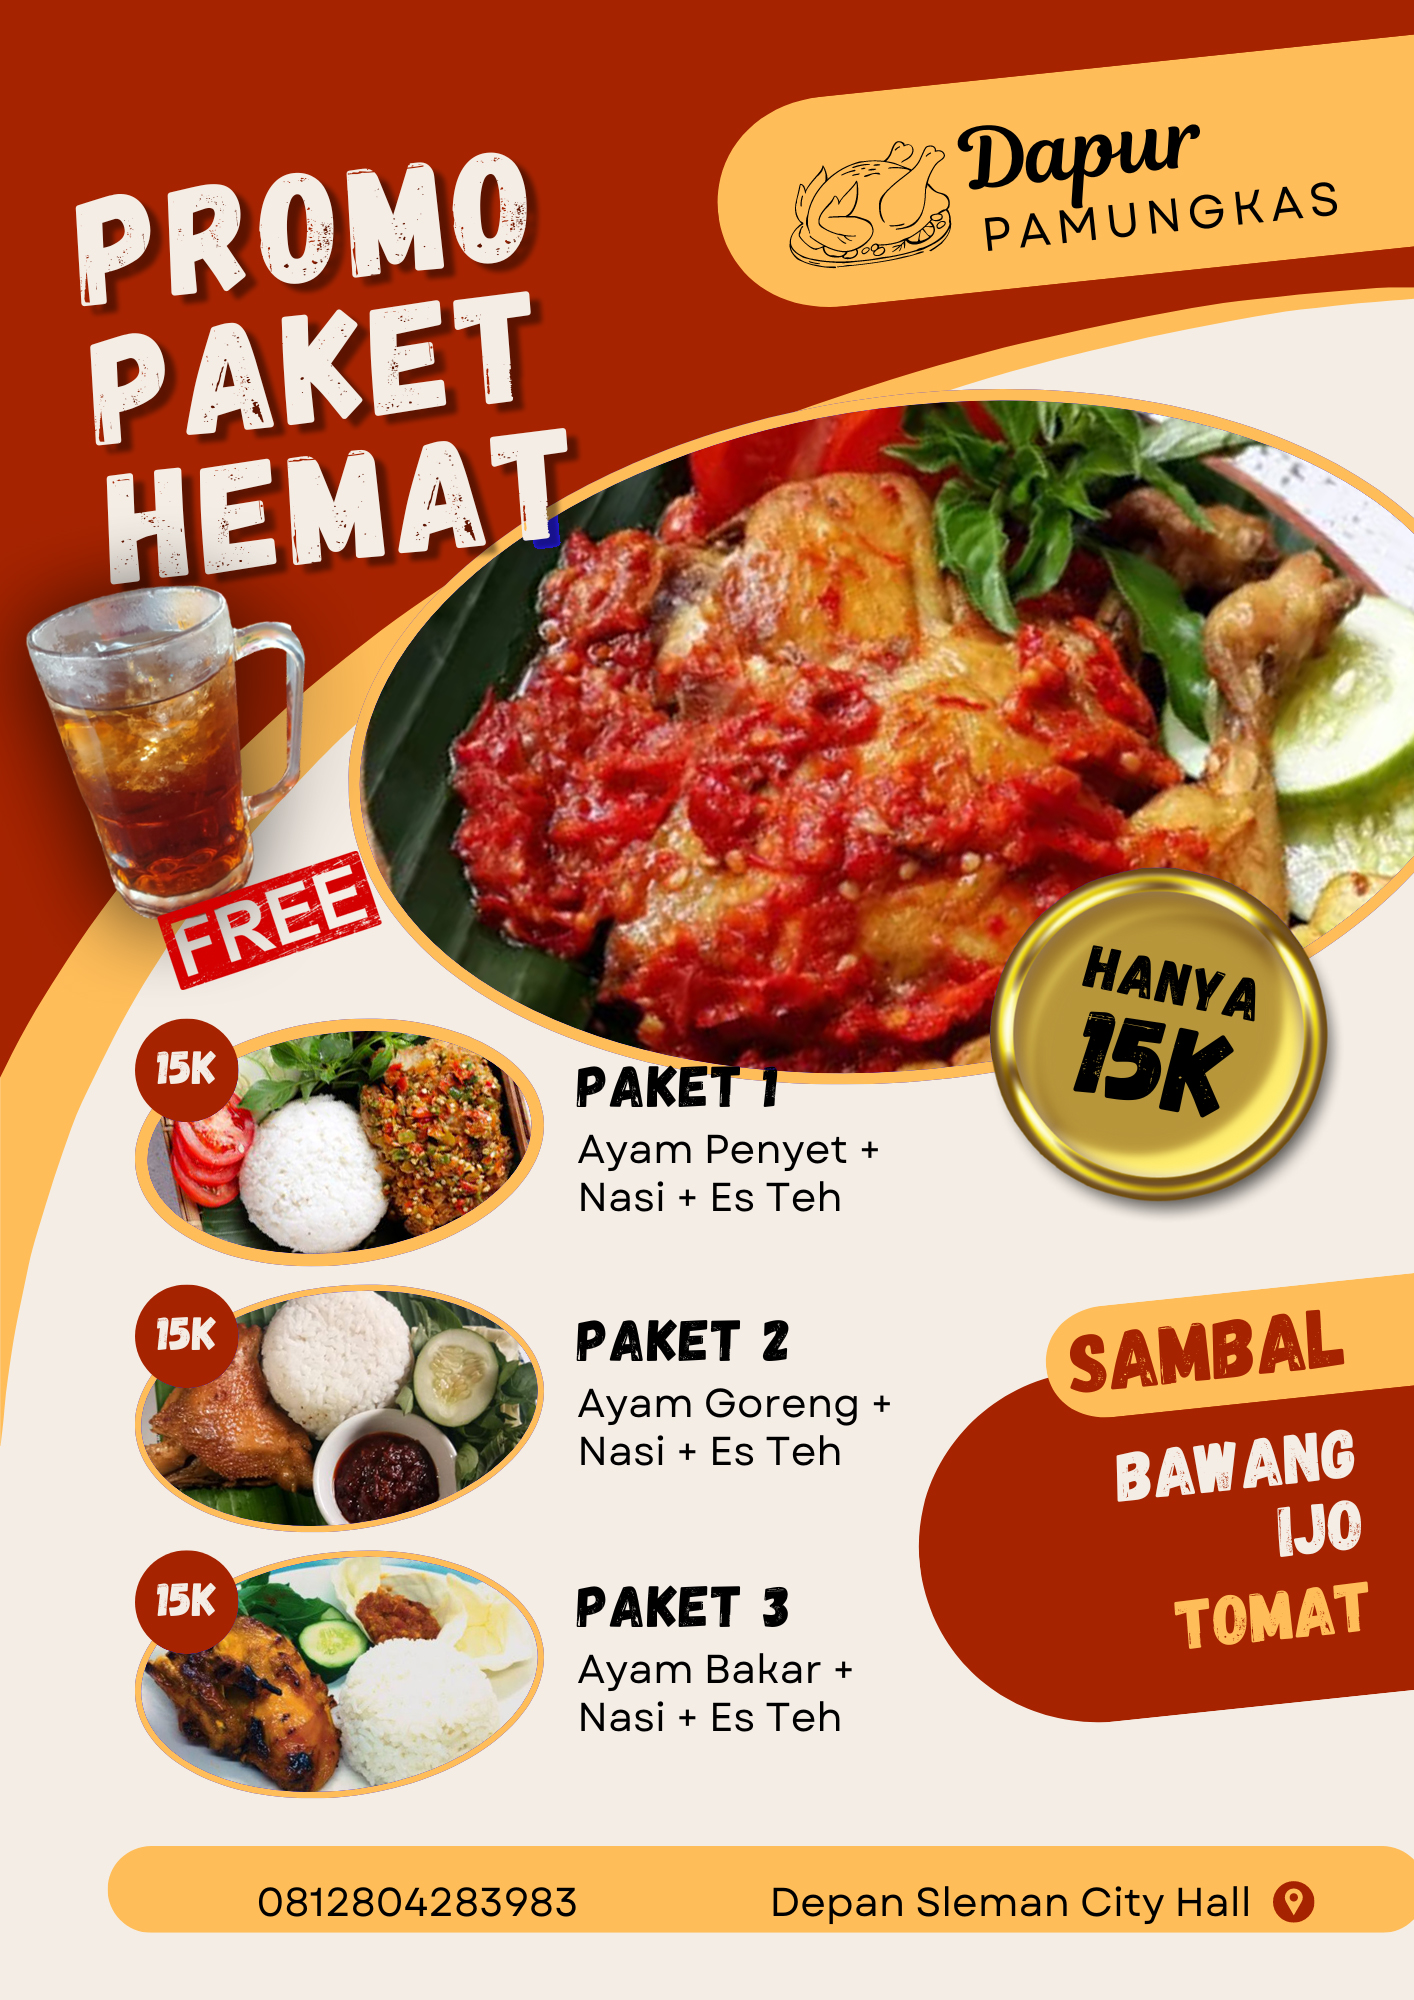 Dapur
PAMUNGKAS
PROMO
PAKET
HEMAT
FREE
HANYA
15K
15K
PAKET 1
Ayam Penyet +
Nasi + Es Teh
15K
PAKET 2
Ayam Goreng +
Nasi + Es Teh
15K
PAKET 3
Ayam Bakar +
Nasi + Es Teh
SAMBAL
BAWANG
IJO
TOMAT
0812804283983
Depan Sleman City Hall